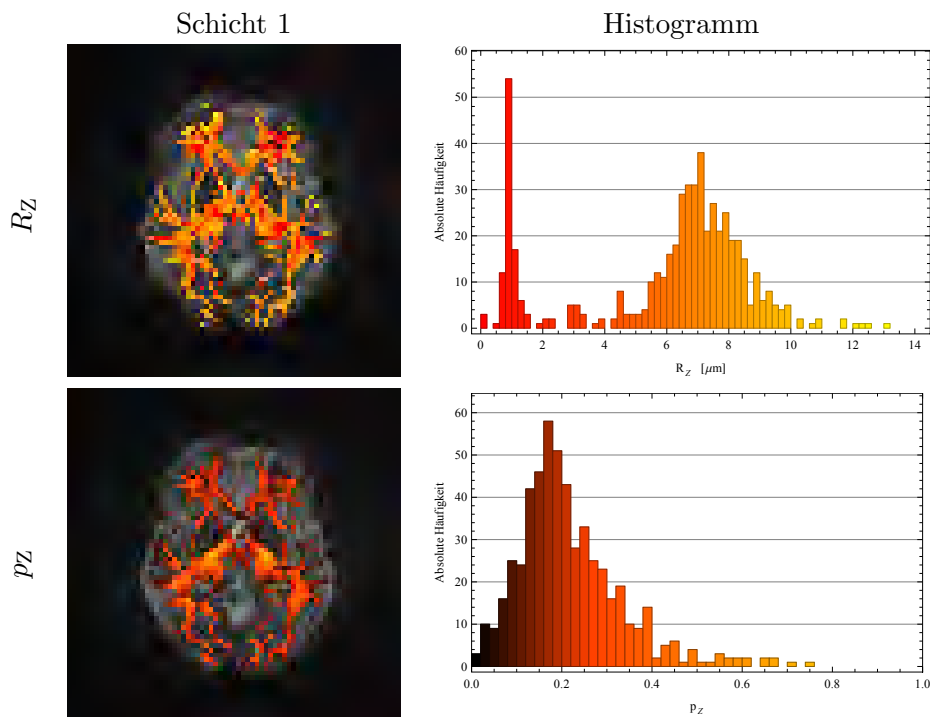 Schicht 1
Histogramm
R_Z
60
50
40
30
20
10
0
Absolute Häufigkeit
0 2 4 6 8 10 12 14
R_Z [μm]
p_Z
60
50
40
30
20
10
0
Absolute Häufigkeit
0.0 0.2 0.4 0.6 0.8 1.0
p_Z